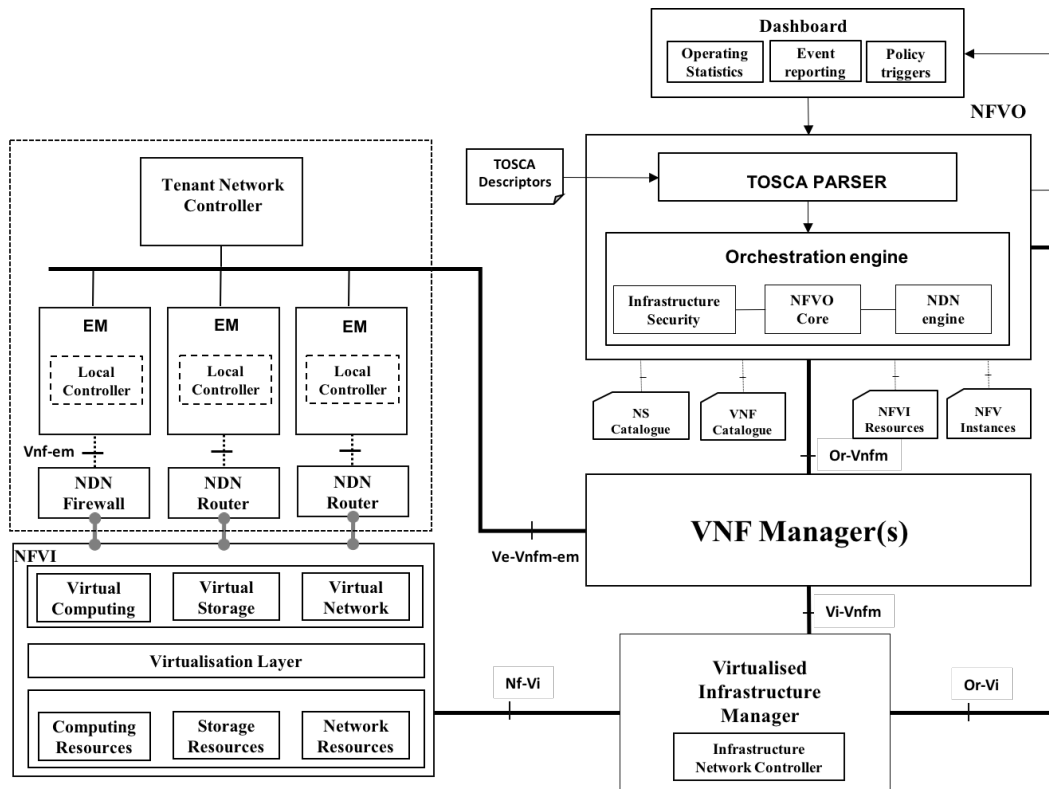 Dashboard
Operating
Statistics
Event
reporting
Policy
triggers
NFVO
TOSCA
Descriptors
TOSCA PARSER
Orchestration engine
Infrastructure
Security
NFVO
Core
NDN
engine
NS
Catalogue
VNF
Catalogue
NFVI
Resources
NFV
Instances
Or-Vnfm
Tenant Network
Controller
EM
Local
Controller
EM
Local
Controller
EM
Local
Controller
Vnf-em
NDN
Firewall
NDN
Router
NDN
Router
VNF Manager(s)
Ve-Vnfm-em
NFVI
Virtual
Computing
Virtual
Storage
Virtual
Network
Virtualisation Layer
Computing
Resources
Storage
Resources
Network
Resources
Vi-Vnfm
Nf-Vi
Virtualised
Infrastructure
Manager
Infrastructure
Network Controller
Or-Vi